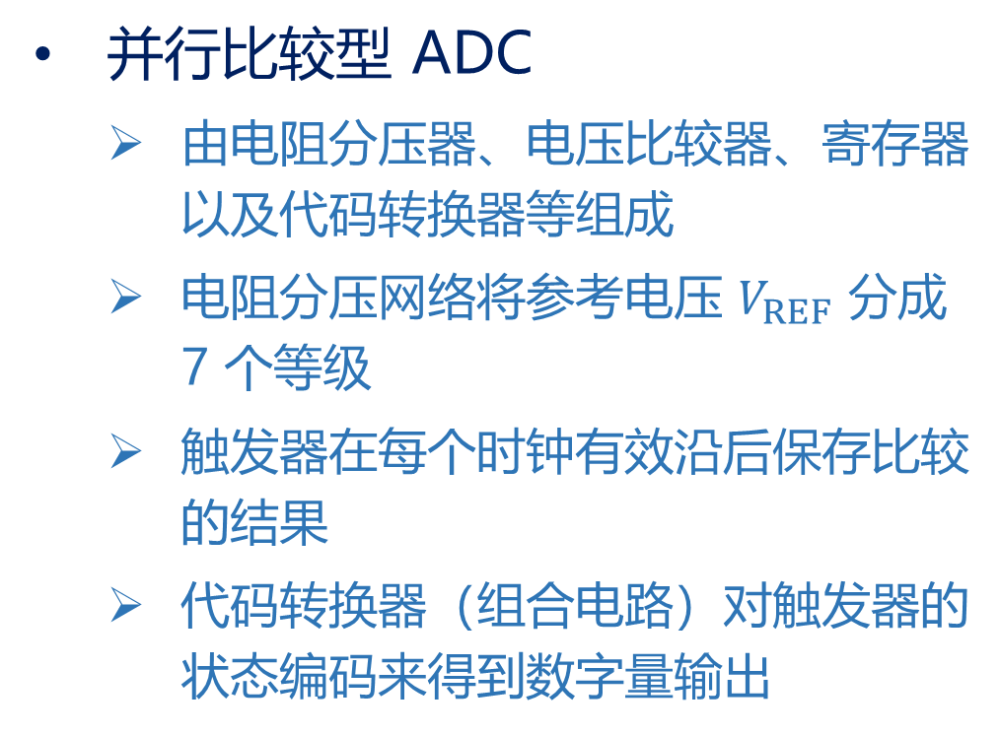 • 并行比较型 ADC
➢ 由电阻分压器、电压比较器、寄存器
以及代码转换器等组成
➢ 电阻分压网络将参考电压 V_REF 分成
7 个等级
➢ 触发器在每个时钟有效沿后保存比较
的结果
➢ 代码转换器（组合电路）对触发器的
状态编码来得到数字量输出